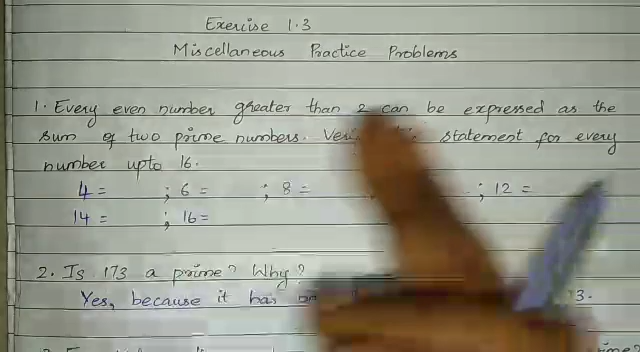 Exercise 1.3
Miscellaneous Practice Problems
1. Every even number greater than 2 can be expressed as the
sum of two prime numbers. statement for every
number upto 16.
4 = ; 6 = ; 8 = ; 12 =
14 = ; 16 =
2. Is 173 a prime? Why?
Yes, because it has